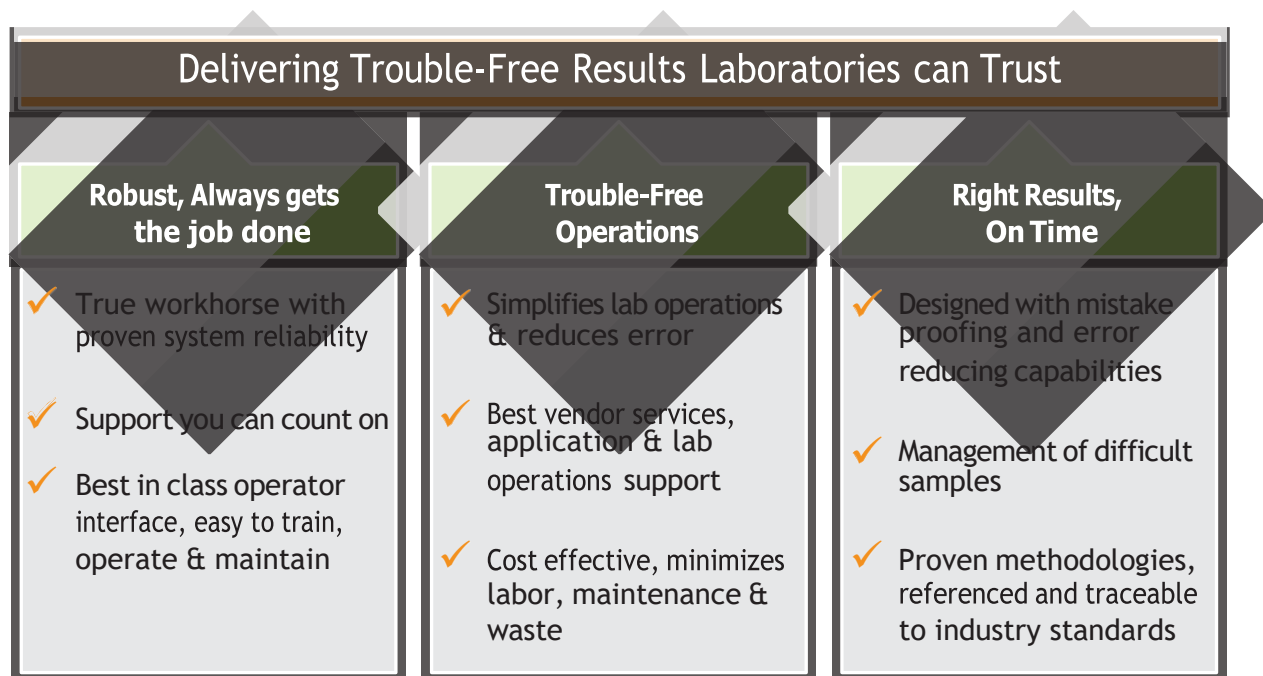 Delivering Trouble-Free Results Laboratories can Trust
Robust, Always gets
the job done
True workhorse with
proven system reliability
Support you can count on
Best in class operator
interface, easy to train,
operate & maintain
Trouble-Free
Operations
Simplifies lab operations
& reduces error
Best vendor services,
application & lab
operations support
Cost effective, minimizes
labor, maintenance &
waste
Right Results,
On Time
Designed with mistake
proofing and error
reducing capabilities
Management of difficult
samples
Proven methodologies,
referenced and traceable
to industry standards